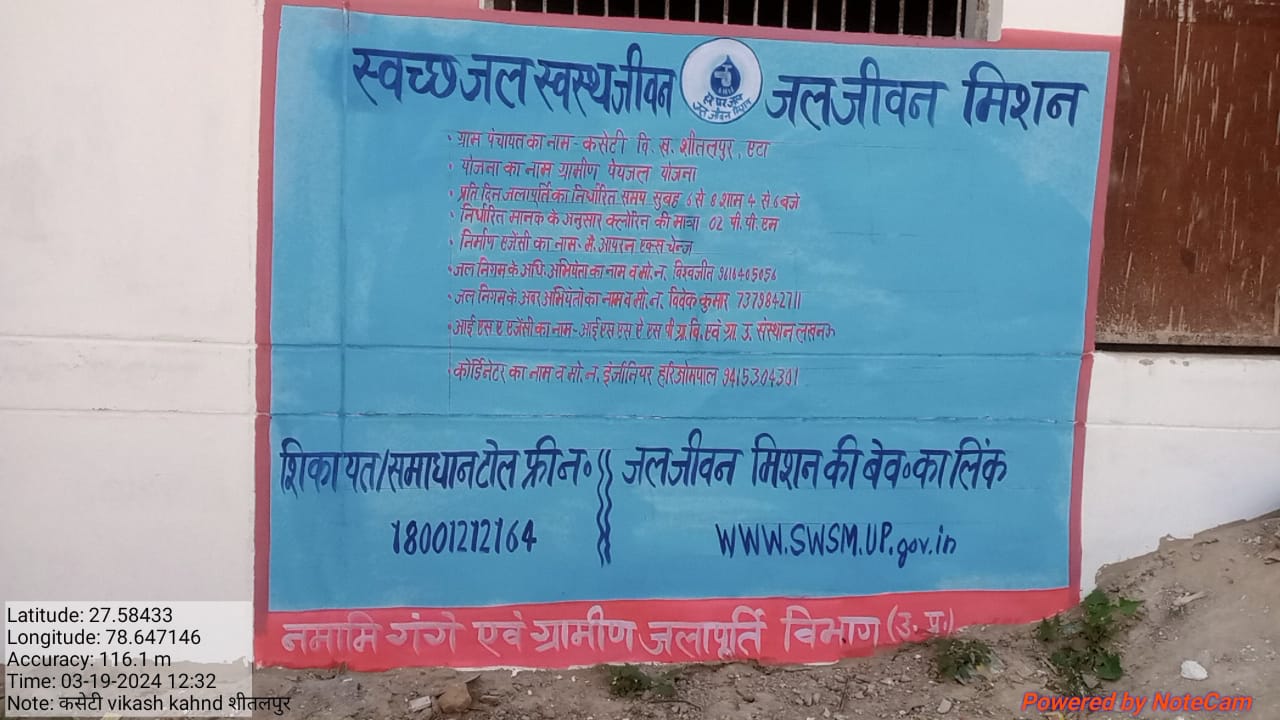 स्वच्छ जल स्वस्थ जीवन जल जीवन मिशन
हर घर जल
जल जीवन मिशन
· ग्राम पंचायत का नाम - कसेटी वि. ख. शीतलपुर, एटा
· योजना का नाम ग्रामीण पेयजल योजना
· प्रति दिन जलापूर्ति का निर्धारित समय सुबह 6 से 8 शाम 4 से 6 बजे
· निर्धारित मानक के अनुसार क्लोरिन की मात्रा 02 पी. पी. एम
· निर्माण एजेंसी का नाम- मै. आयरन एक्स चेन्ज
· जल निगम के अधि. अभियंता का नाम व मो. न. विश्वजीत 9616405056
· जल निगम के अवर अभियंता का नाम व मो. न. विवेक कुमार 7379842711
· आई एस ए एजेंसी का नाम- आई एस एस ऐ एस पी ग्रा. वि. एवं ग्रा. उ. संस्थान लखनऊ
· कोर्डिनेटर का नाम व मो. न. इंजीनियर हरिओमपाल 9415304301
शिकायत/समाधान टोल फ्री न॰ जल जीवन मिशन की बेव॰ का लिंक
18001212164 WWW.SWSM.UP.gov.in
नमामि गंगे एवं ग्रामीण जलापूर्ति विभाग (उ. प्र.)
Latitude: 27.58433
Longitude: 78.647146
Accuracy: 116.1 m
Time: 03-19-2024 12:32
Note: कसेटी vikash kahnd शीतलपुर
Powered by NoteCam